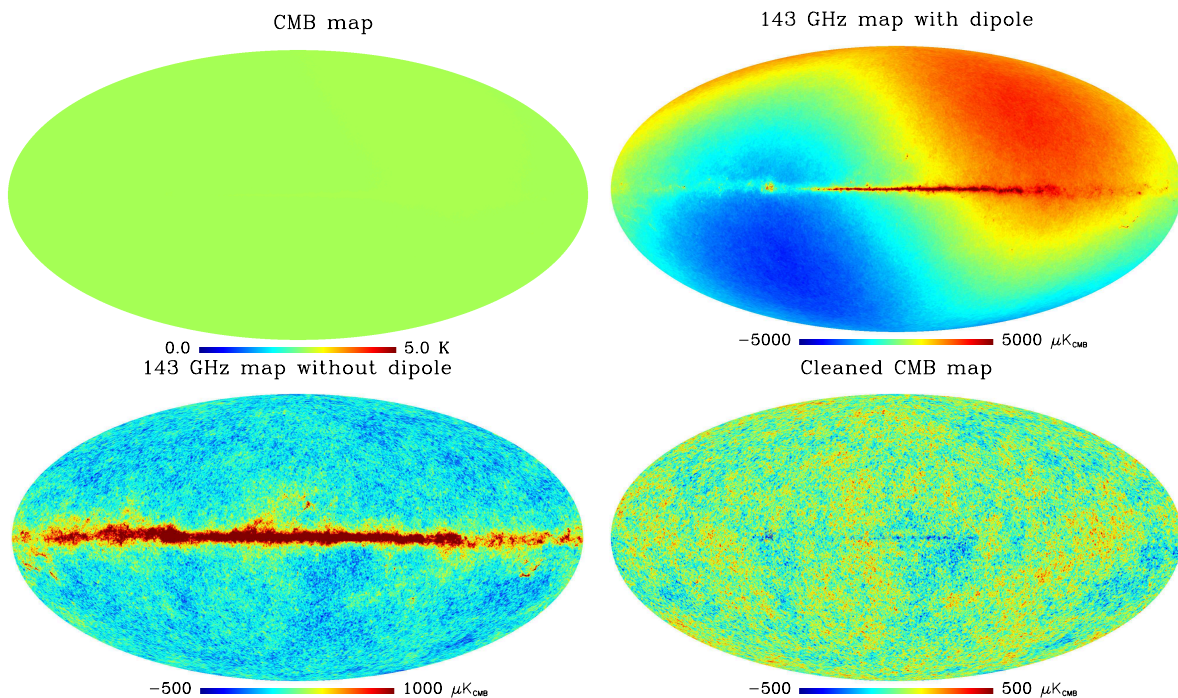 CMB map
143 GHz map with dipole
0.0 5.0 K
-5000 5000 μK_CMB
143 GHz map without dipole
Cleaned CMB map
-500 1000 μK_CMB
-500 500 μK_CMB